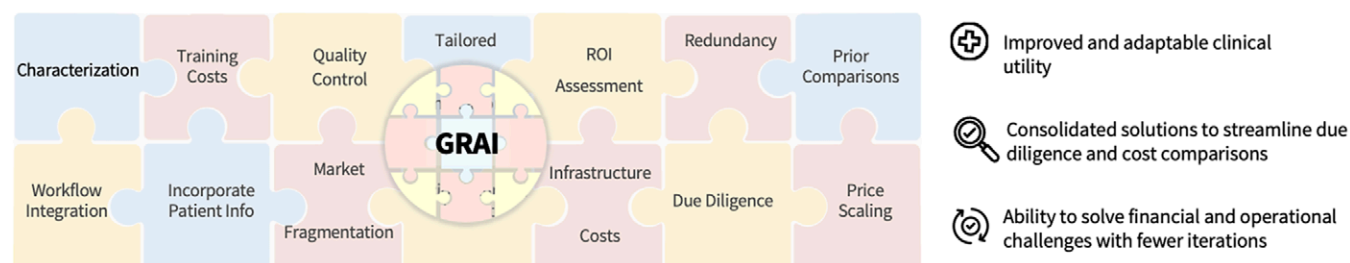 Characterization
Training
Costs
Quality
Control
Tailored
ROI
Assessment
Redundancy
Prior
Comparisons
GRAI
Workflow
Integration
Incorporate
Patient Info
Market
Fragmentation
Infrastructure
Costs
Due Diligence
Price
Scaling
Improved and adaptable clinical
utility
Consolidated solutions to streamline due
diligence and cost comparisons
Ability to solve financial and operational
challenges with fewer iterations